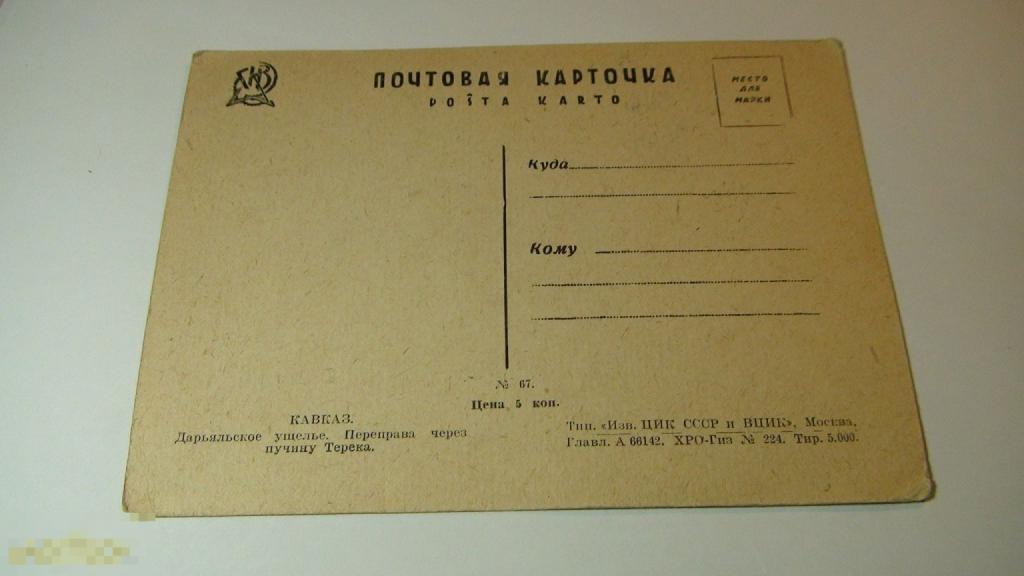 ПОЧТОВАЯ КАРТОЧКА
POŜTA KARTO
МЕСТО
ДЛЯ
МАРКИ
Куда
Кому
№ 67.
Цена 5 коп.
КАВКАЗ.
Дарьяльское ущелье. Переправа через
пучину Терека.
Тип. «Изв. ЦИК СССР и ВЦИК», Москва,
Главл. А 66142. ХРО-Гиз № 224. Тир. 5.000.